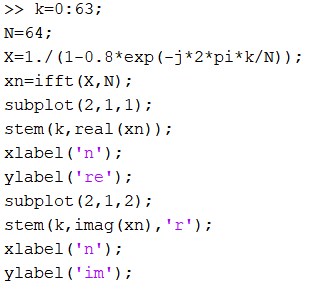 >> k=0:63;
N=64;
X=1./(1-0.8*exp(-j*2*pi*k/N));
xn=ifft(X,N);
subplot(2,1,1);
stem(k,real(xn));
xlabel('n');
ylabel('re');
subplot(2,1,2);
stem(k,imag(xn),'r');
xlabel('n');
ylabel('im');